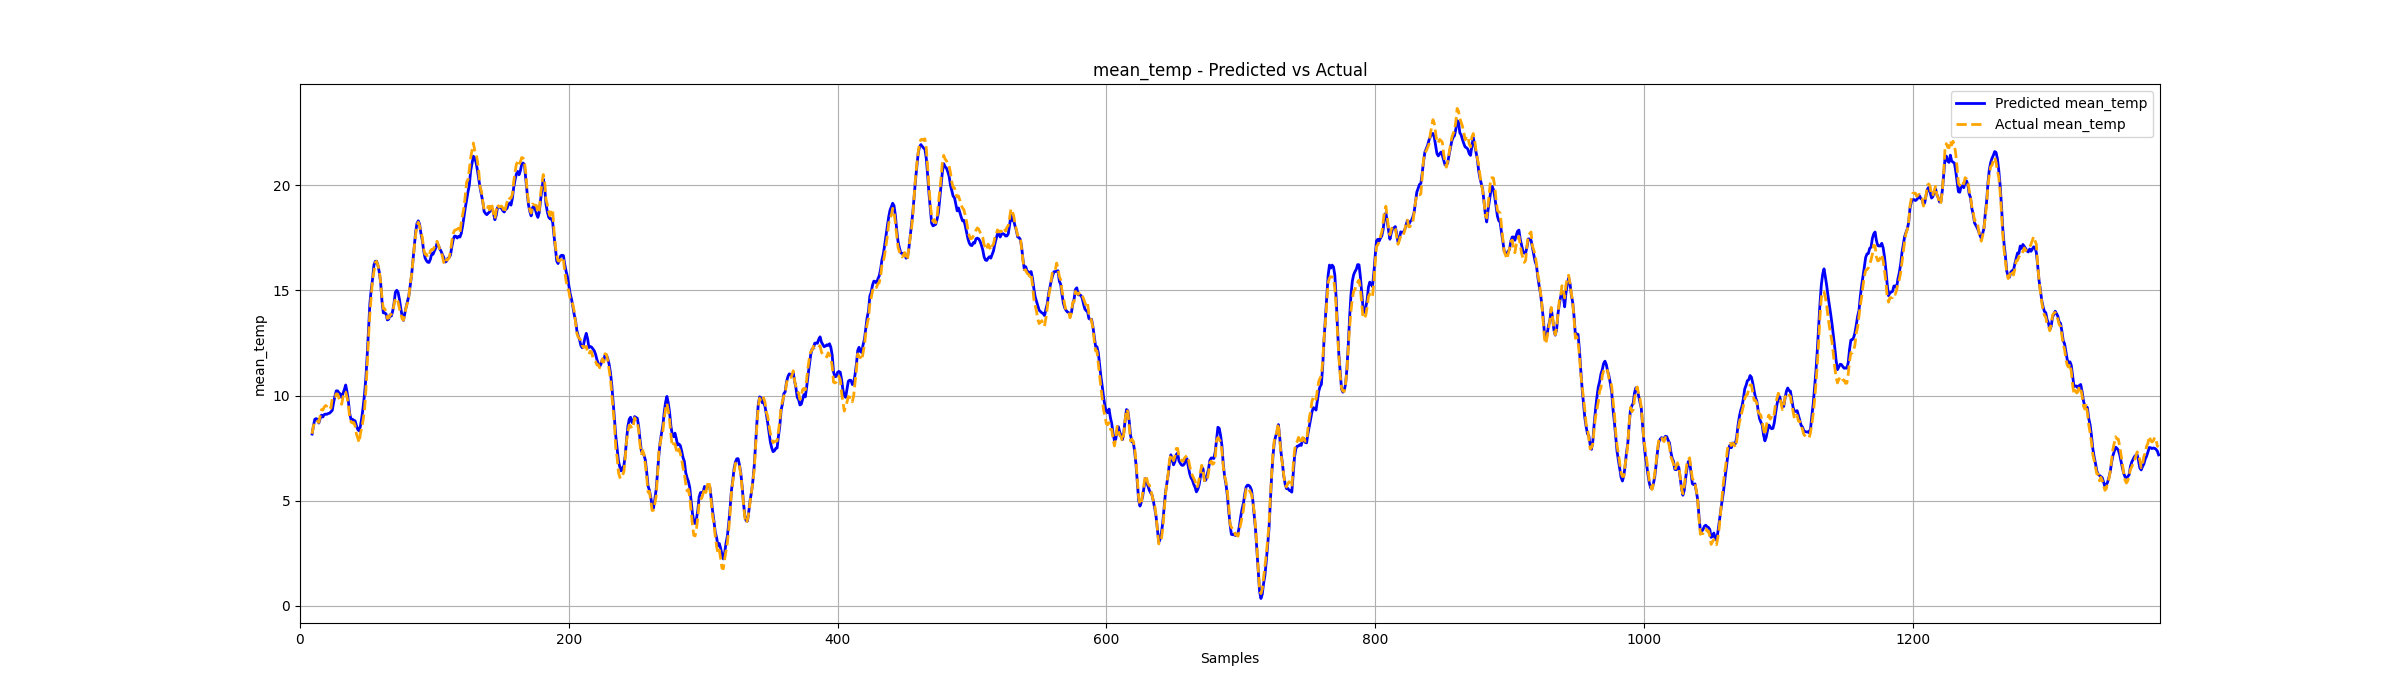 mean_temp - Predicted vs Actual
Predicted mean_temp
Actual mean_temp
mean_temp
20
15
10
5
0
0
200
400
600
800
1000
1200
Samples